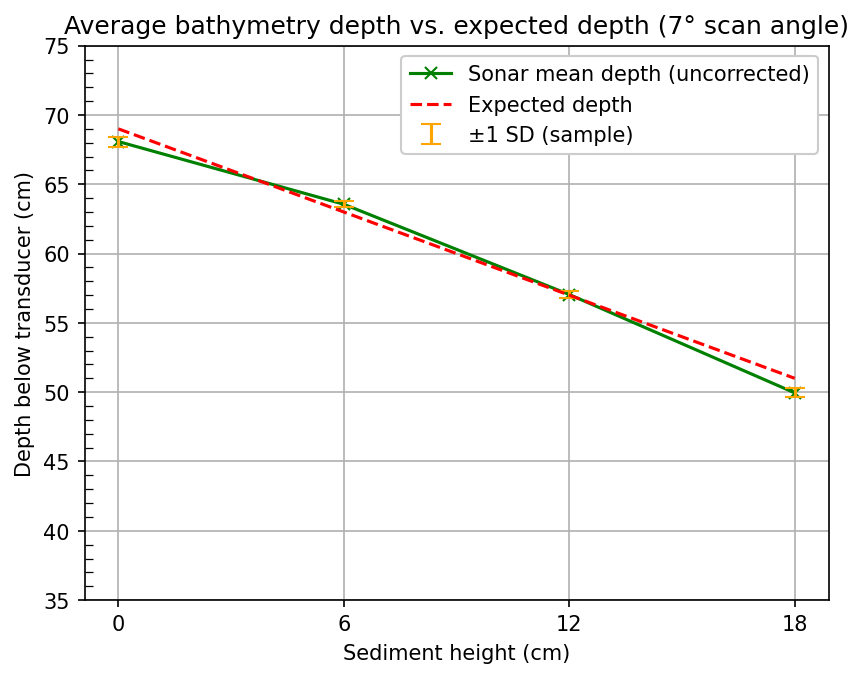 Average bathymetry depth vs. expected depth (7° scan angle)
Sonar mean depth (uncorrected)
Expected depth
±1 SD (sample)
Depth below transducer (cm)
75
70
65
60
55
50
45
40
35
0 6 12 18
Sediment height (cm)